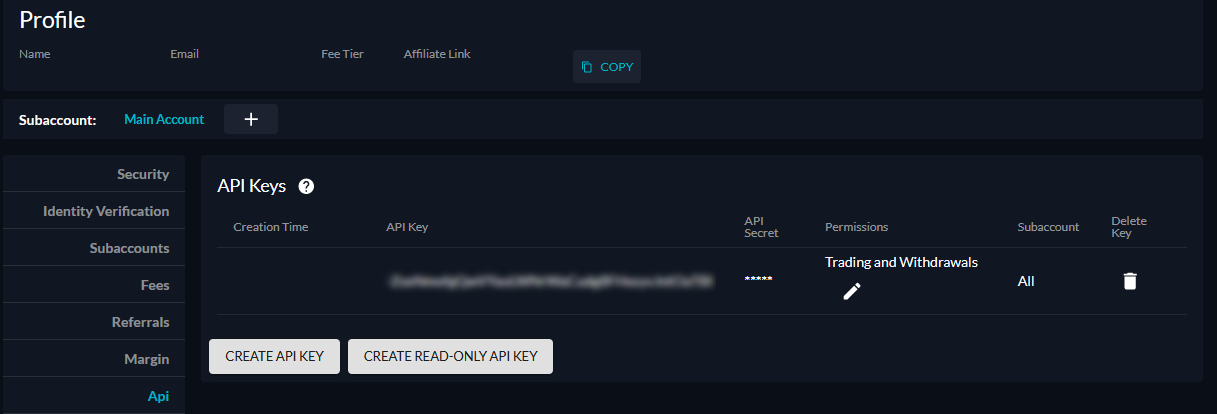 Profile
Name Email Fee Tier Affiliate Link
COPY
Subaccount: Main Account
Security
Identity Verification
Subaccounts
Fees
Referrals
Margin
Api
API Keys ?
Creation Time API Key API Secret Permissions Subaccount Delete Key
***** Trading and Withdrawals All
CREATE API KEY CREATE READ-ONLY API KEY